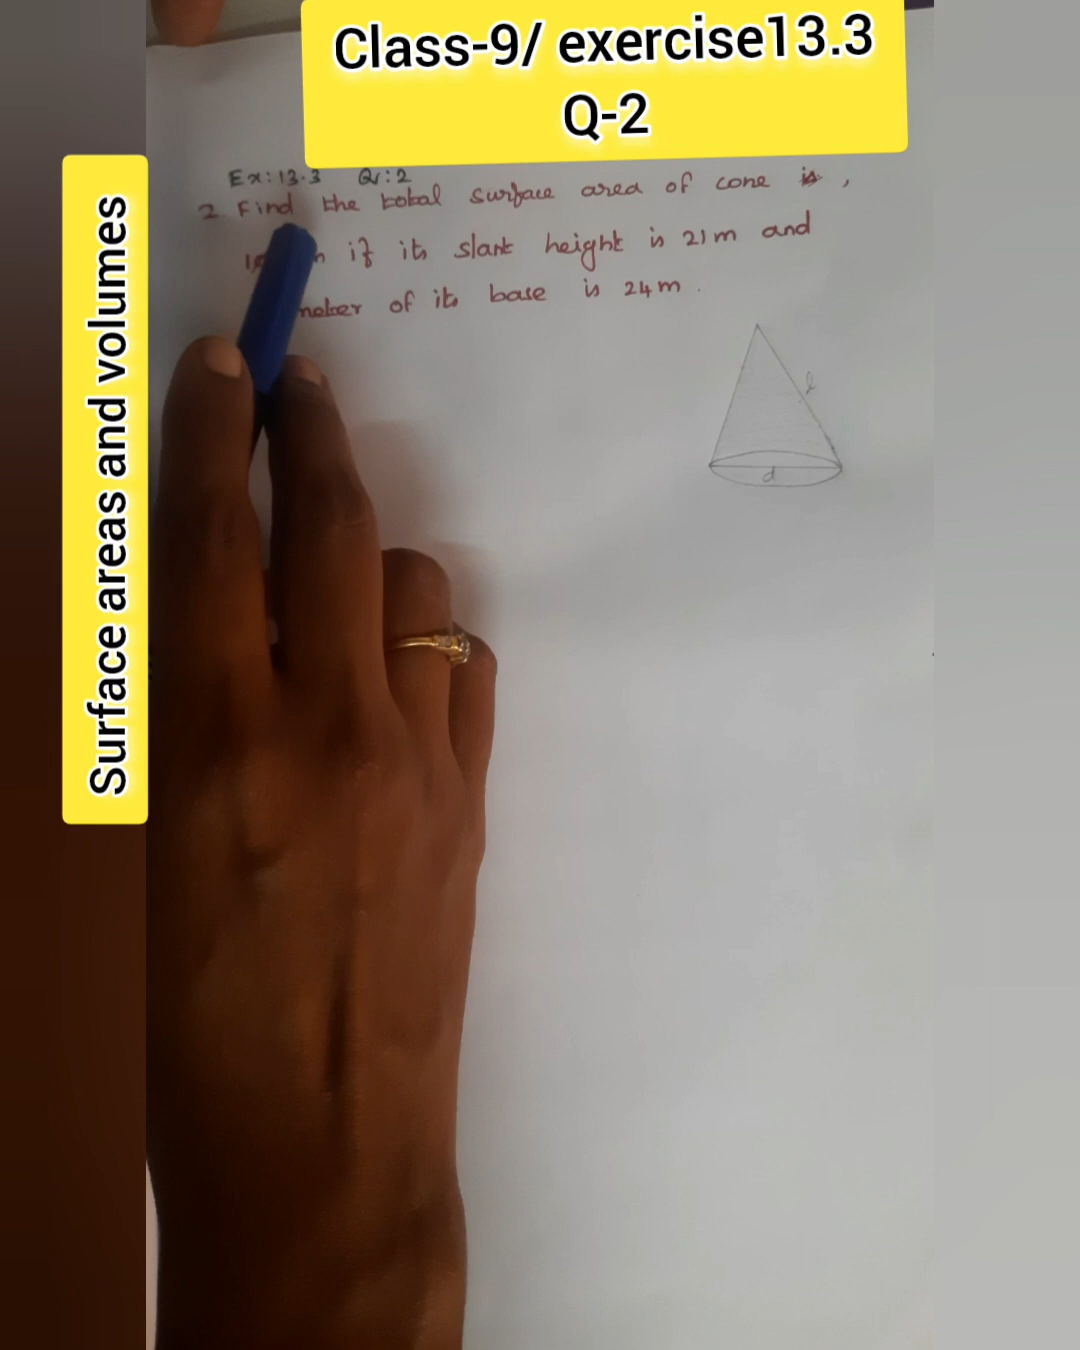 Class-9/ exercise13.3
Q-2
Surface areas and volumes
Ex: 13.3 Q: 2
2 Find the total surface area of cone is ,
if its slant height is 21m and
of its base is 24m .
l
d